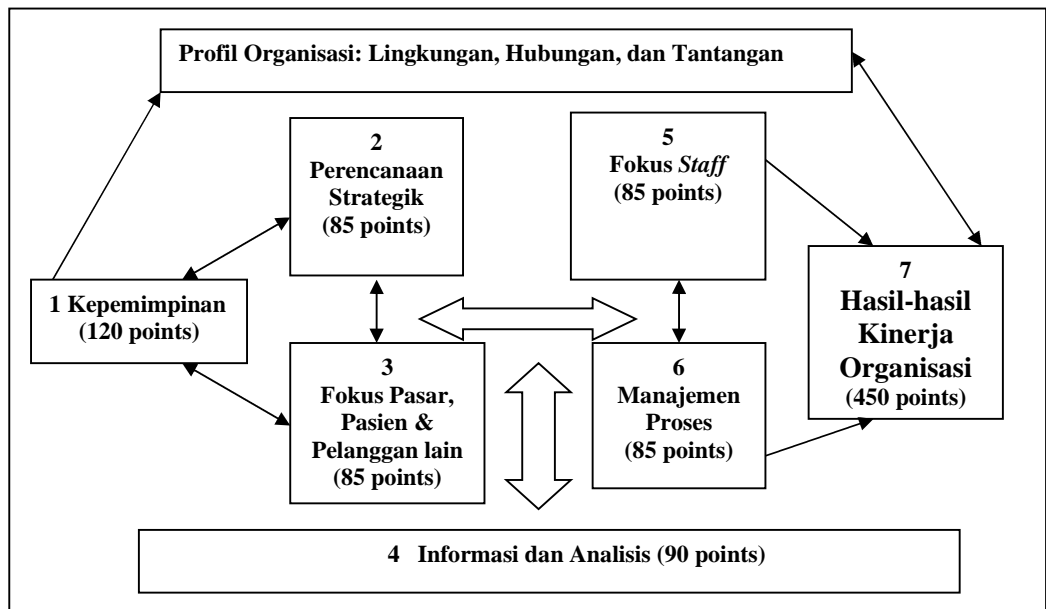 Profil Organisasi: Lingkungan, Hubungan, dan Tantangan
2
Perencanaan
Strategik
(85 points)
5
Fokus Staff
(85 points)
1 Kepemimpinan
(120 points)
7
Hasil-hasil
Kinerja
Organisasi
(450 points)
3
Fokus Pasar,
Pasien &
Pelanggan lain
(85 points)
6
Manajemen
Proses
(85 points)
4 Informasi dan Analisis (90 points)